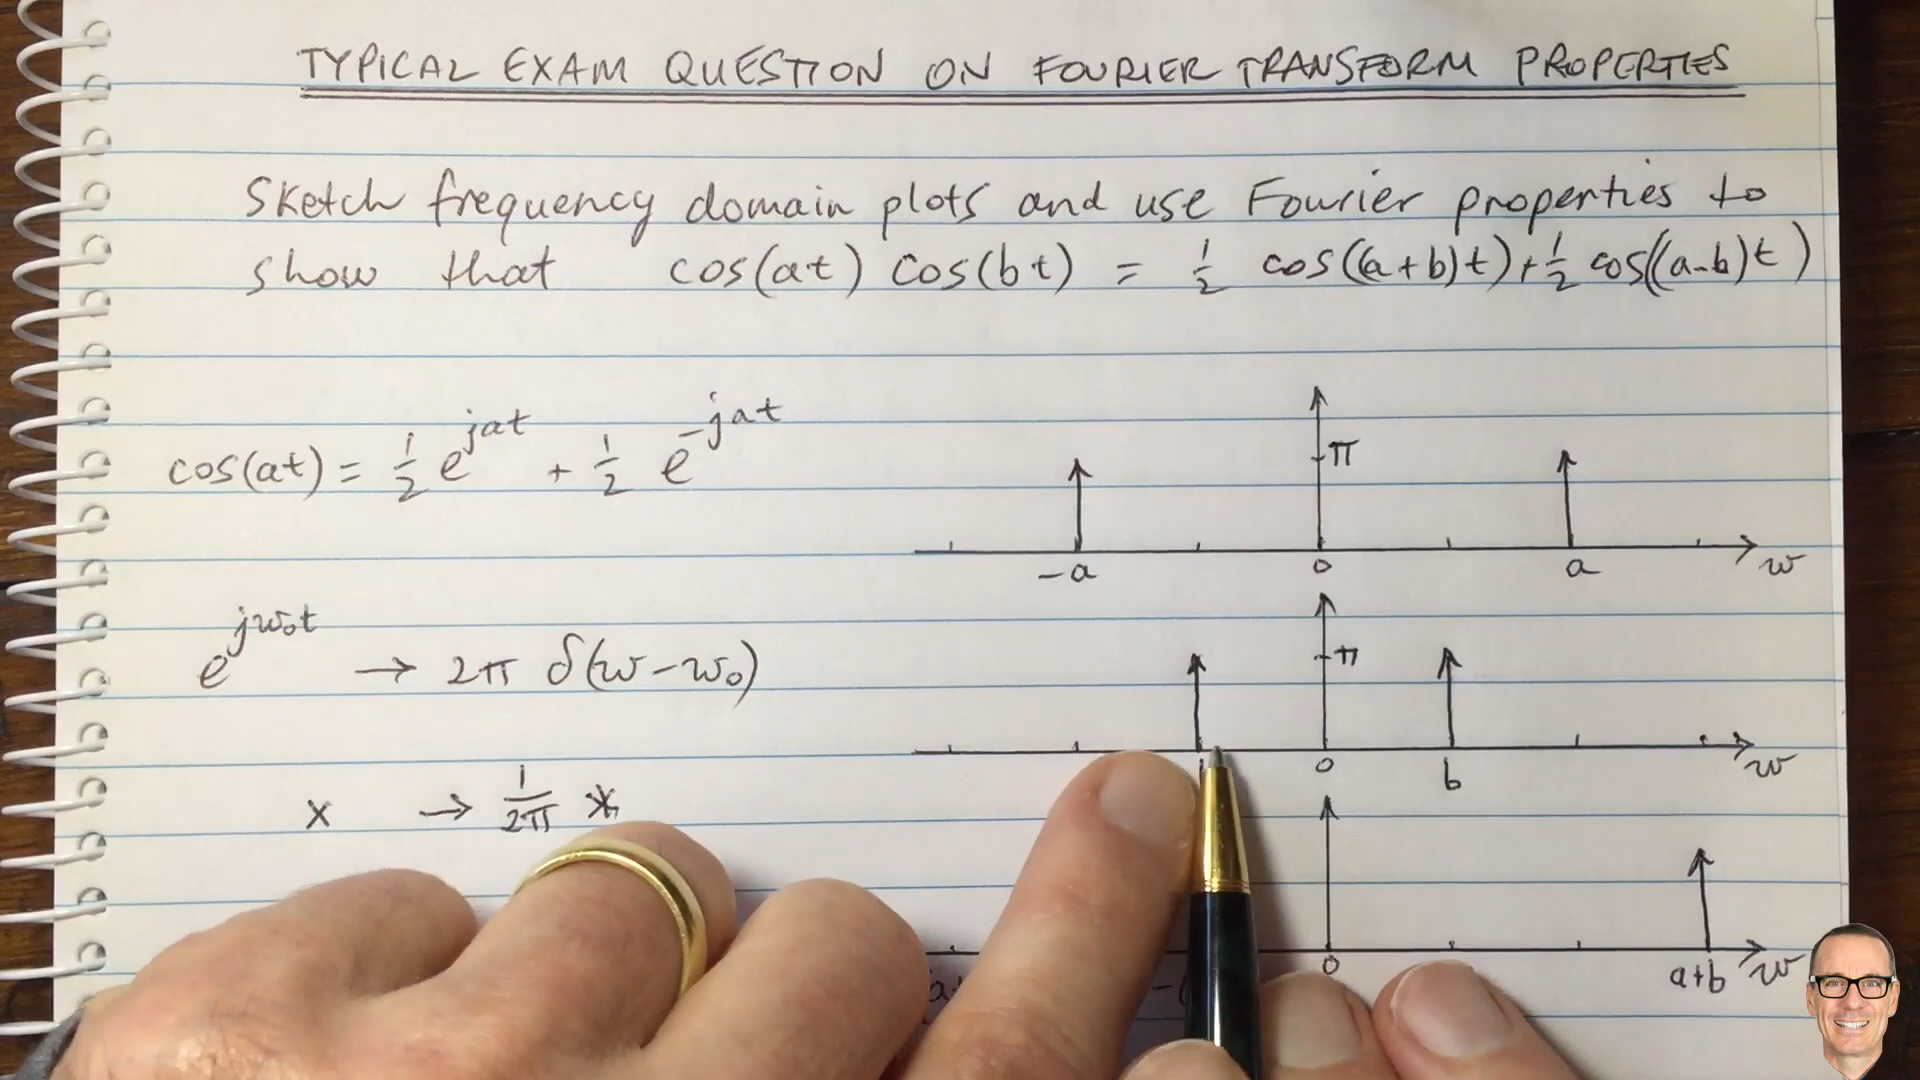 TYPICAL EXAM QUESTION ON FOURIER TRANSFORM PROPERTIES
Sketch frequency domain plots and use Fourier properties to
show that cos(at) cos(bt) = 1/2 cos((a+b)t) + 1/2 cos((a-b)t)
cos(at) = 1/2 e^jat + 1/2 e^-jat
π
-a 0 a w
e^jw₀t → 2π δ(w-w₀)
π
0 b w
x → 1/2π *
0 a+b w